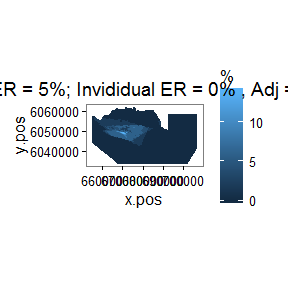 %
ER = 5%; Invididual ER = 0% , Adj =
6060000
6050000
6040000
y.pos
x.pos
10
5
0